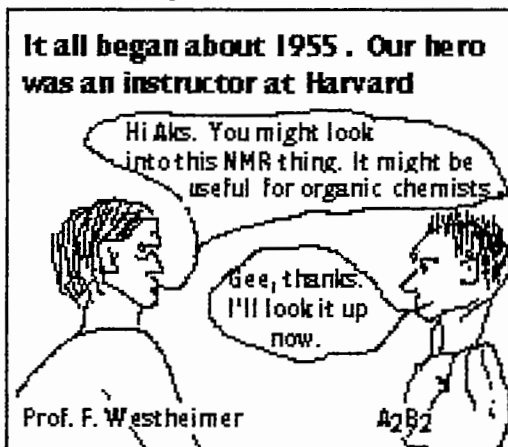 It all began about 1955. Our hero
was an instructor at Harvard
Hi Aks. You might look
into this NMR thing. It might be
useful for organic chemists
Gee, thanks.
I'll look it up
now.
Prof. F. Westheimer
A2B2